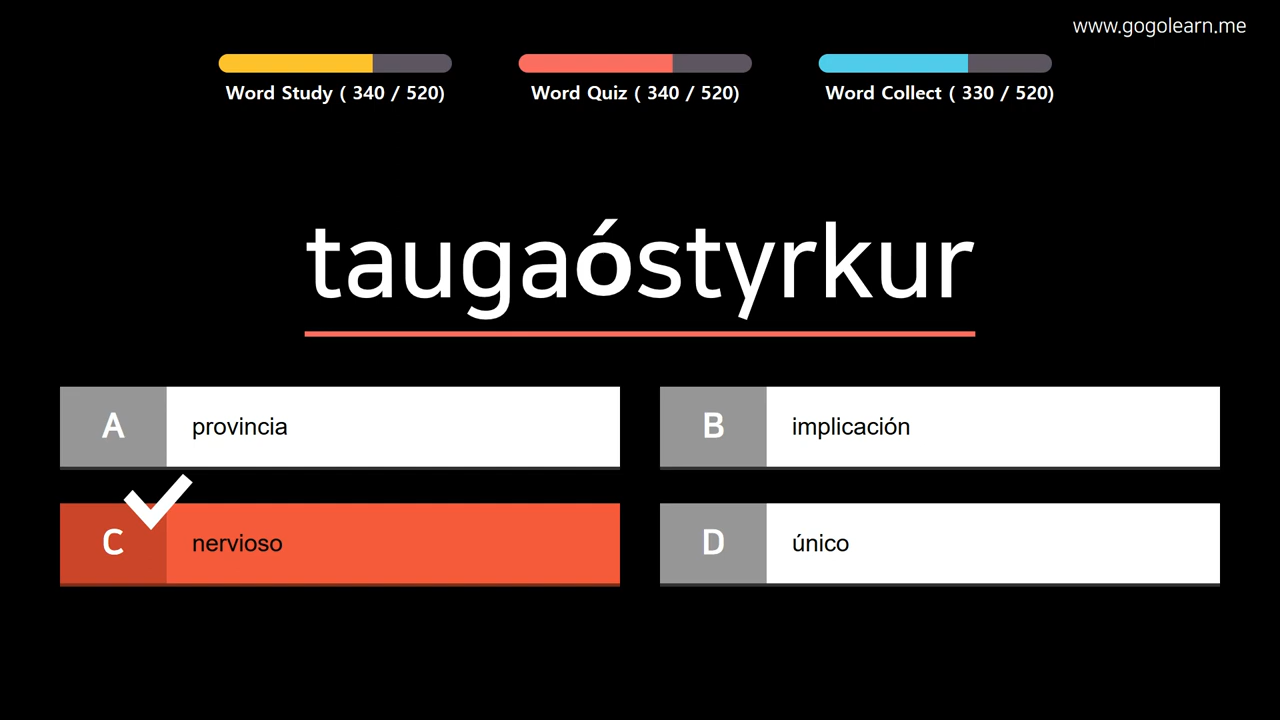 www.gogolearn.me
Word Study ( 340 / 520)
Word Quiz ( 340 / 520)
Word Collect ( 330 / 520)
taugaóstyrkur
A provincia
B implicación
C nervioso
D único